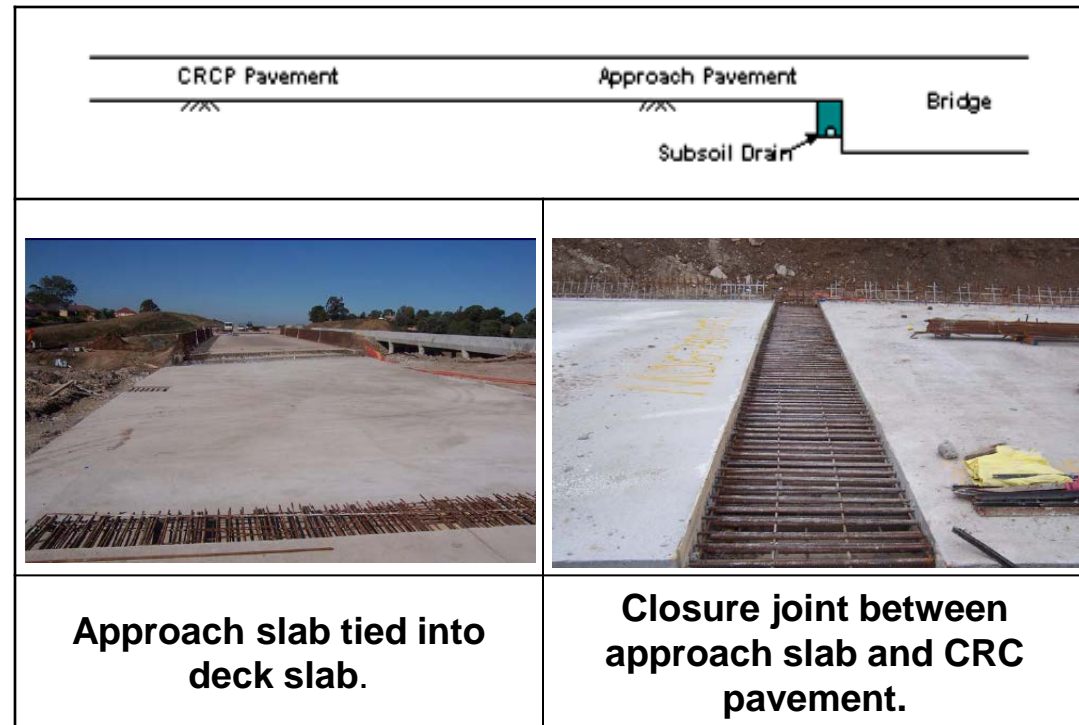 CRCP Pavement
Approach Pavement
Bridge
Subsoil Drain
Approach slab tied into
deck slab.
Closure joint between
approach slab and CRC
pavement.